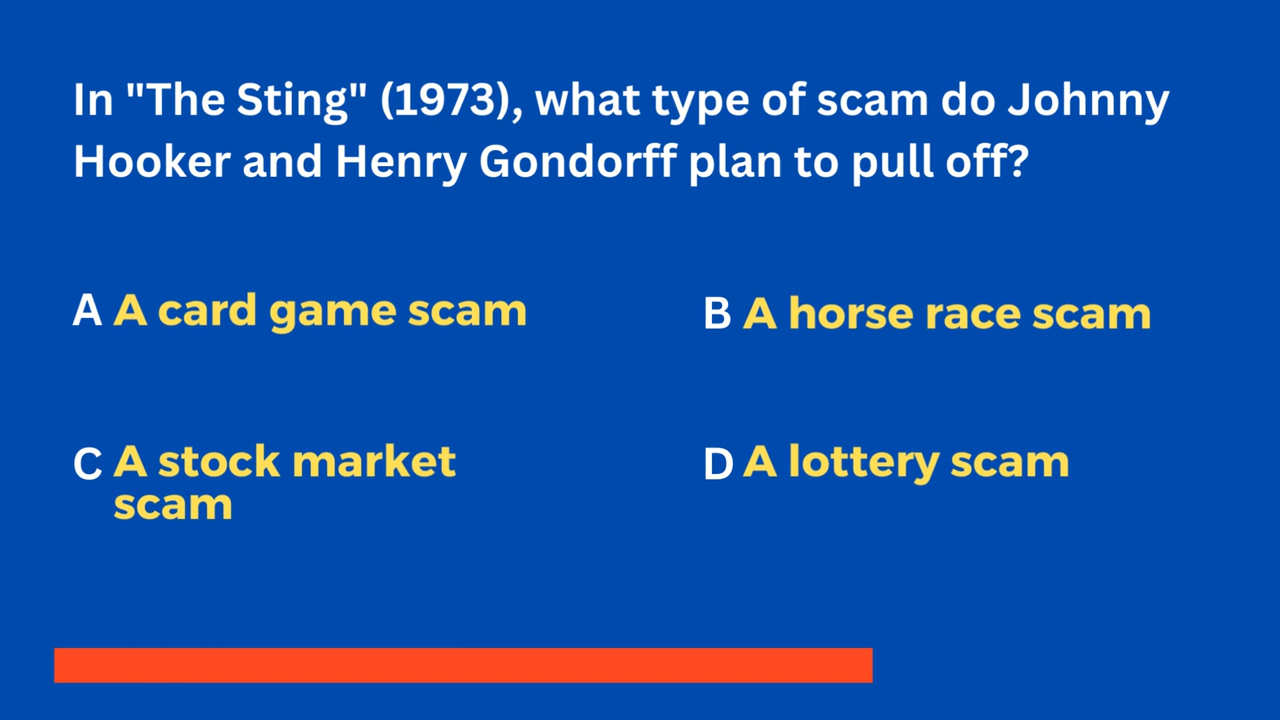 In "The Sting" (1973), what type of scam do Johnny
Hooker and Henry Gondorff plan to pull off?
A A card game scam
B A horse race scam
C A stock market
scam
D A lottery scam